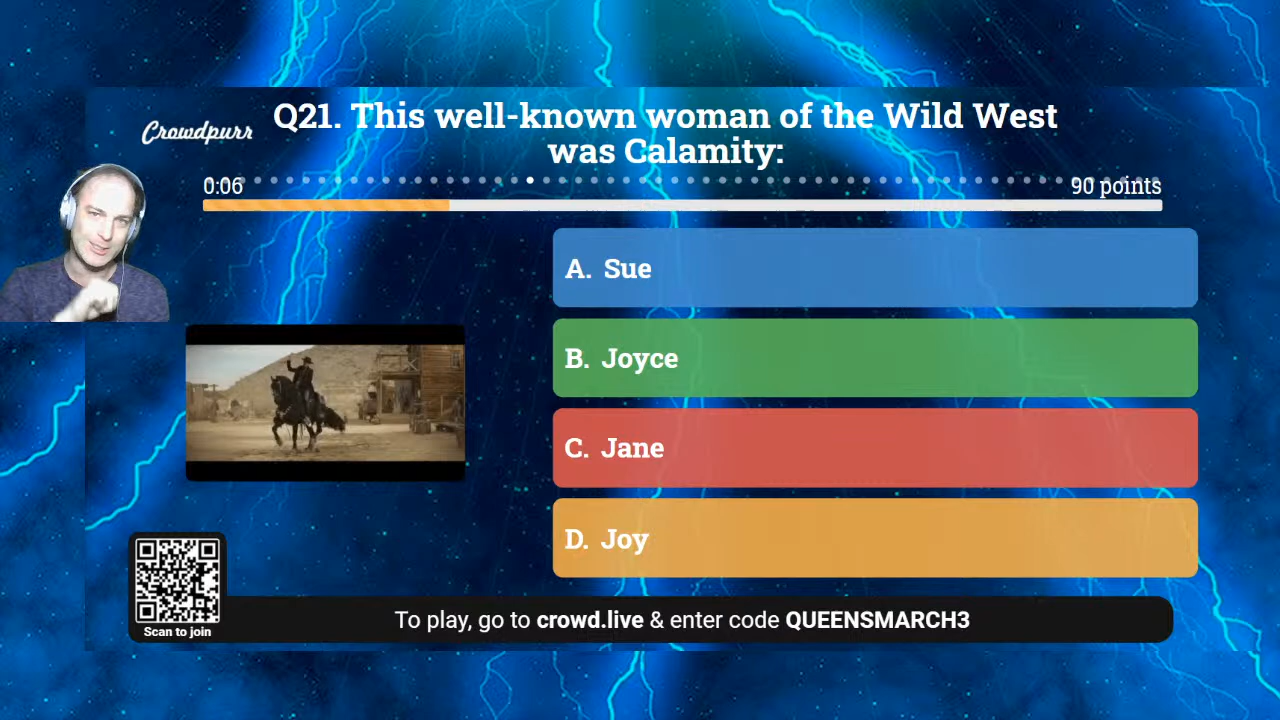 Crowdpurr
Q21. This well-known woman of the Wild West
was Calamity:
0:06
90 points
A. Sue
B. Joyce
C. Jane
D. Joy
Scan to join
To play, go to crowd.live & enter code QUEENSMARCH3